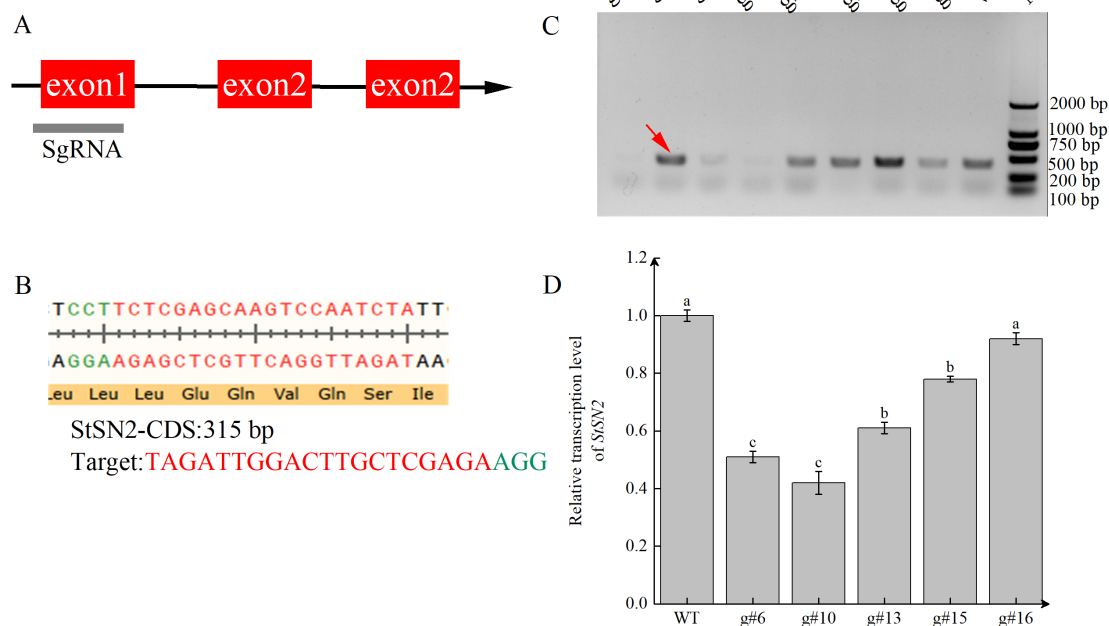 A
exon1 exon2 exon2
SgRNA
B
TCCTTCTCGAGCAAGTCCAATCTATT
AGGAAGAGCTCGTTCAGGTTAGATAA
Leu Leu Glu Gln Val Gln Ser Ile
StSN2-CDS:315 bp
Target:TAGATTGGACTTGCTCGAGAAGG
C
2000 bp
1000 bp
750 bp
500 bp
200 bp
100 bp
D
Relative transcription level
of StSN2
1.2
1.0
0.8
0.6
0.4
0.2
0.0
a
c
c
b
b
a
WT g#6 g#10 g#13 g#15 g#16